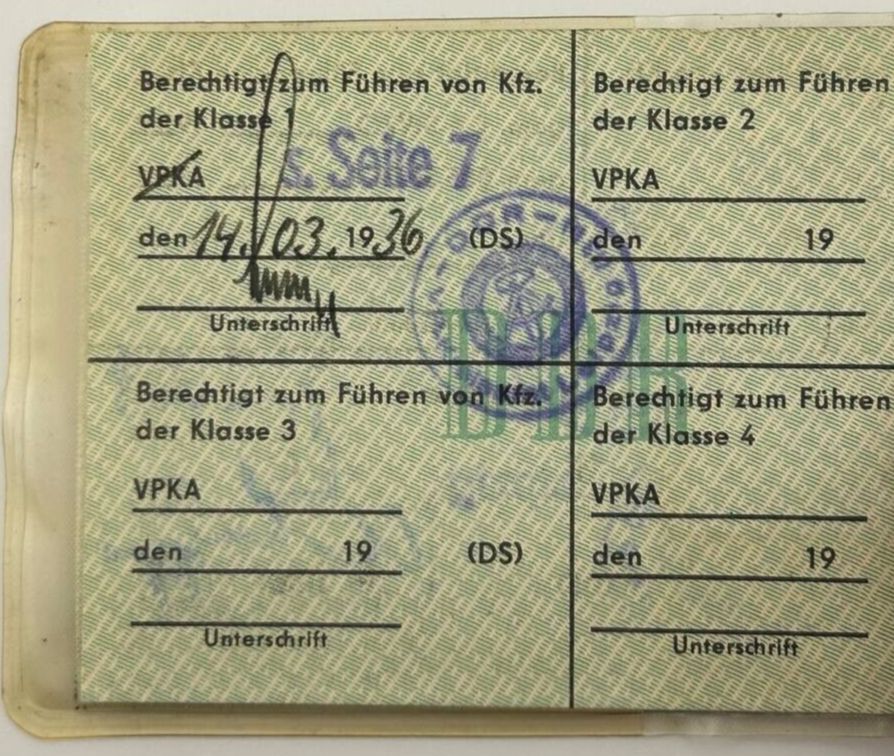 Berechtigt zum Führen von Kfz.
der Klasse 1
s. Seite 7
VPKA
den 14. 03. 1936 (DS)
Unterschrift
Berechtigt zum Führen
der Klasse 2
VPKA
den 19
Unterschrift
DDR
Berechtigt zum Führen von Kfz.
der Klasse 3
VPKA
den 19 (DS)
Unterschrift
Berechtigt zum Führen
der Klasse 4
VPKA
den 19
Unterschrift